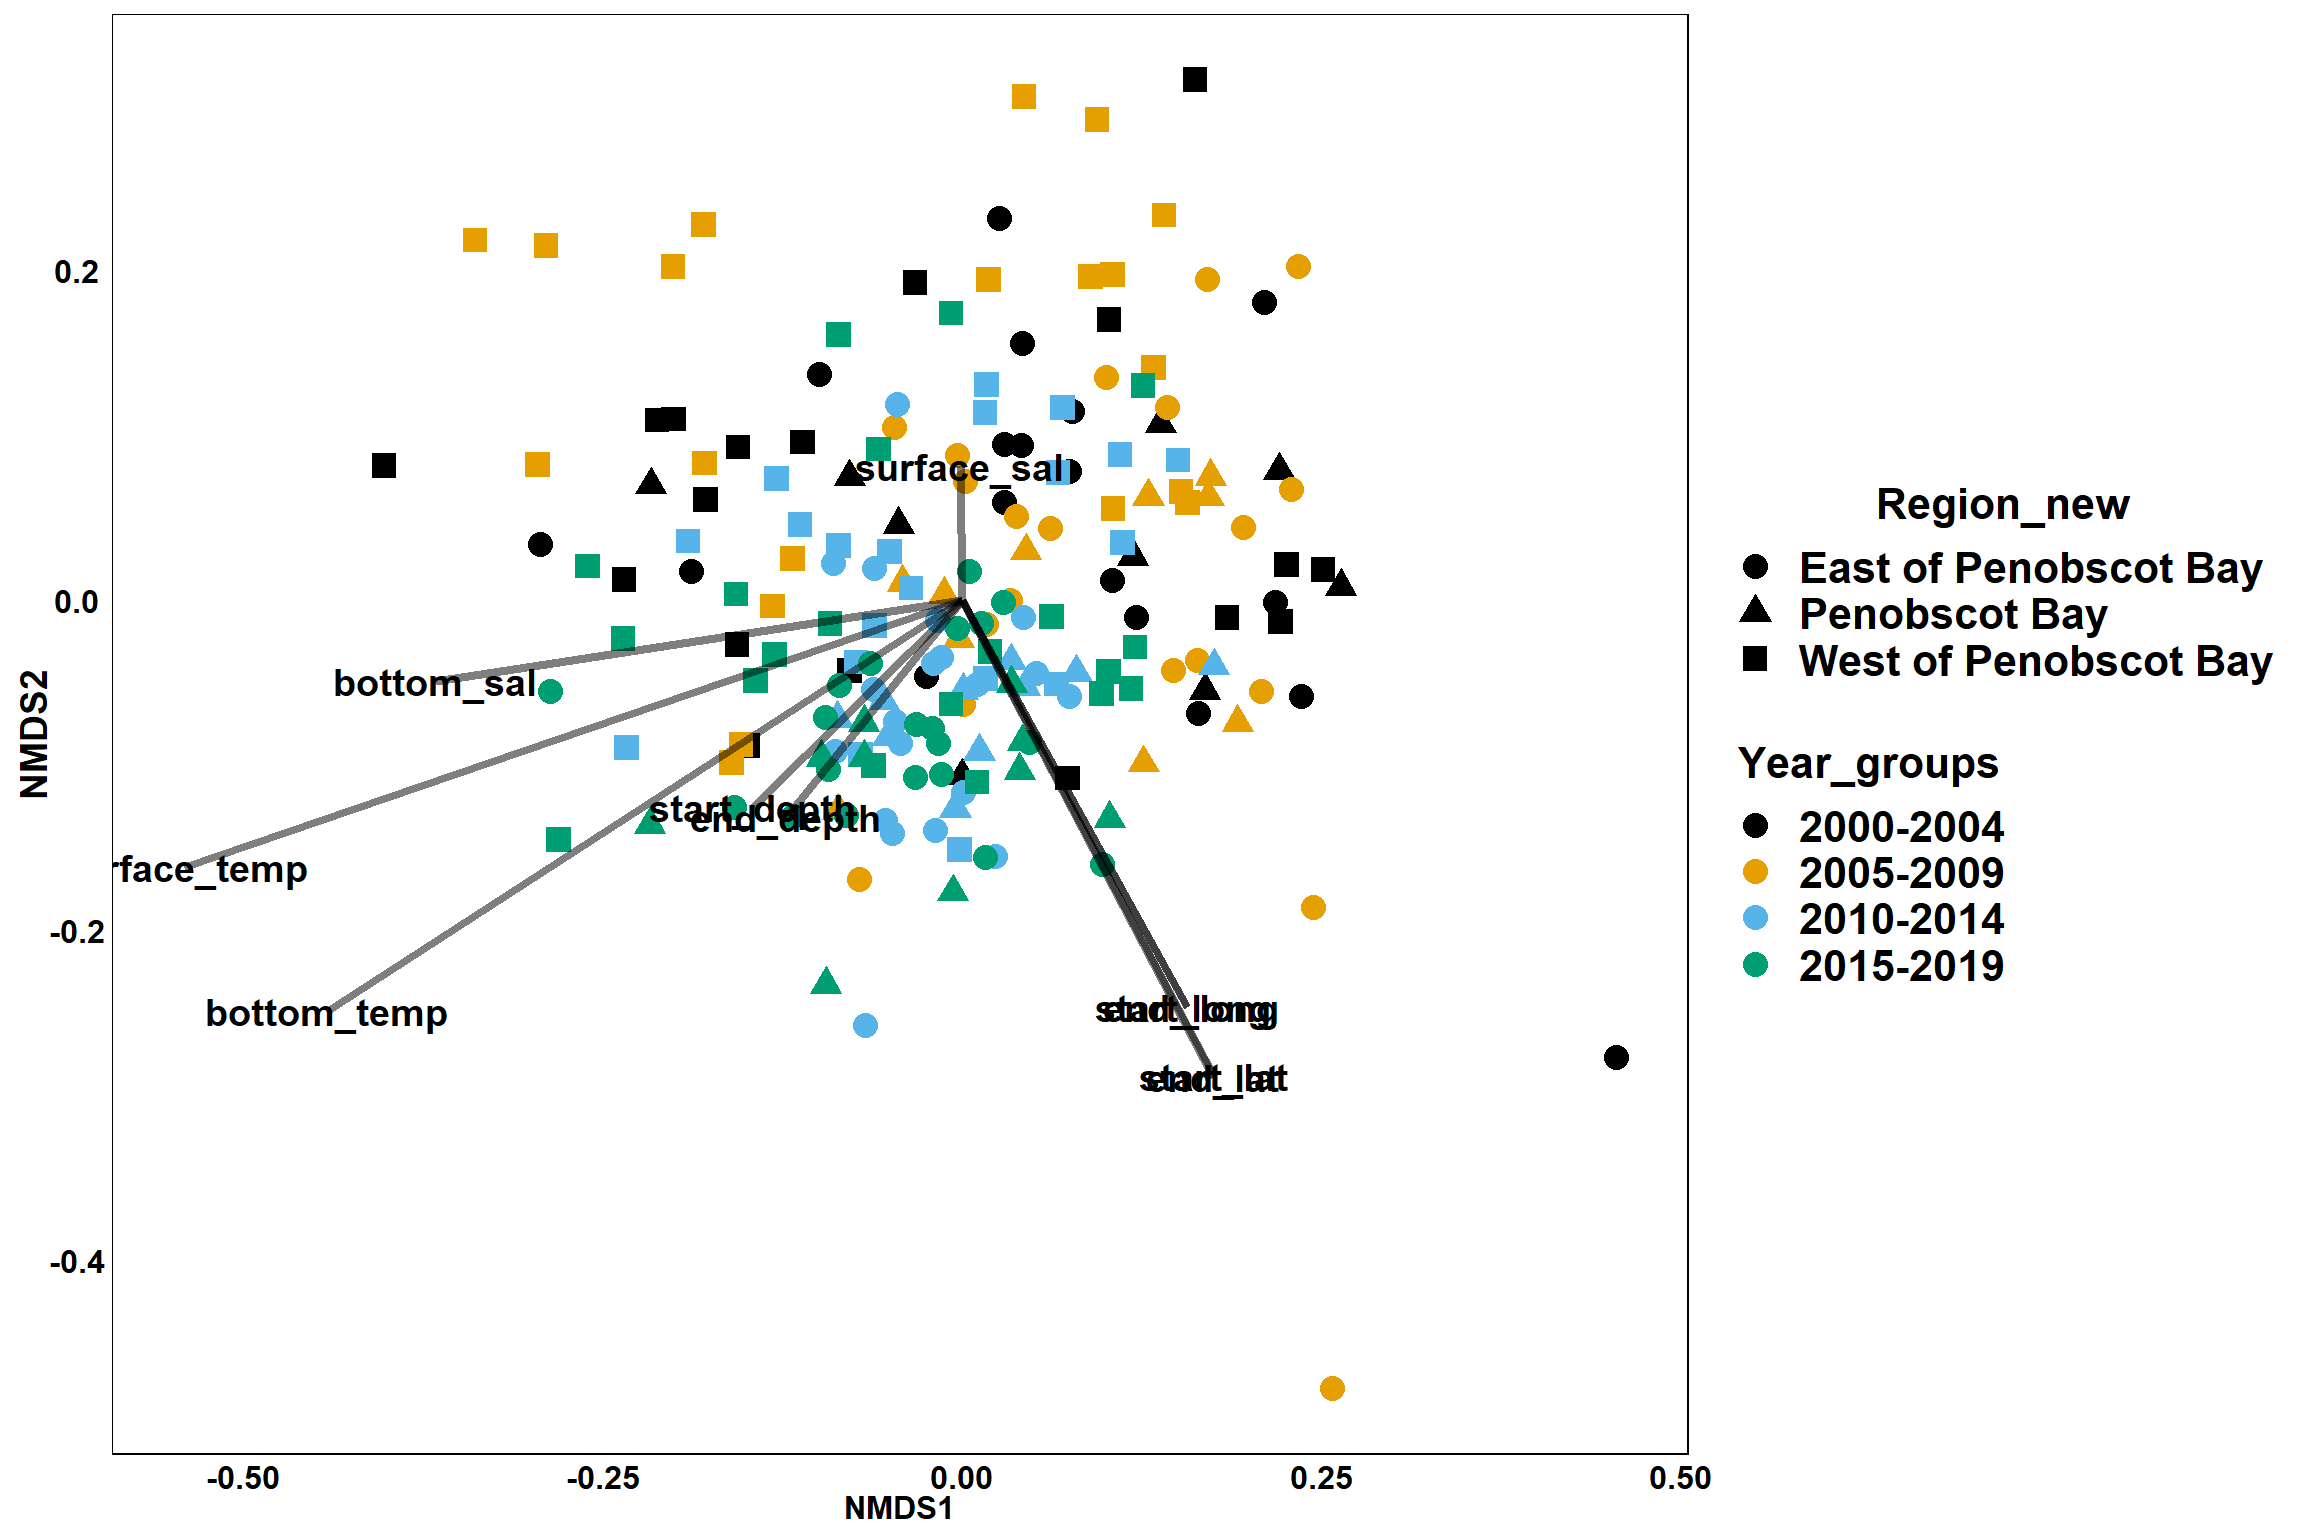 0.2
0.0
-0.2
-0.4
NMDS2
surface_sal
bottom_sal
start_depth
end_depth
rface_temp
bottom_temp
start_long
end_long
start_lat
end_lat
-0.50 -0.25 0.00 0.25 0.50
NMDS1
Region_new
East of Penobscot Bay
Penobscot Bay
West of Penobscot Bay
Year_groups
2000-2004
2005-2009
2010-2014
2015-2019